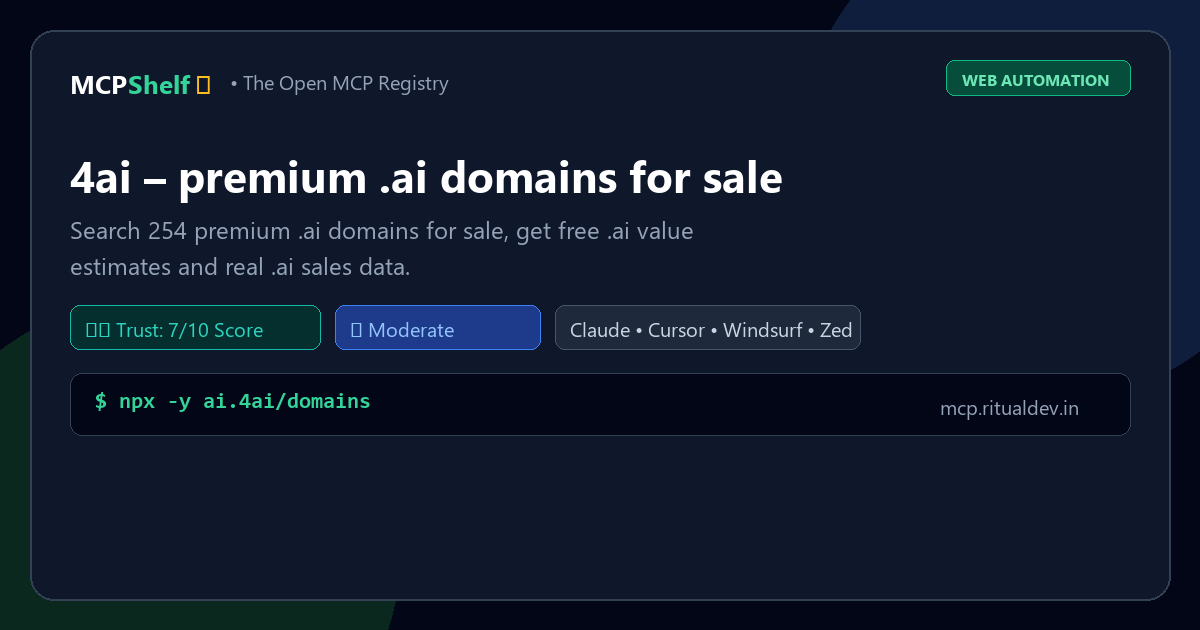 MCPShelf • The Open MCP Registry
WEB AUTOMATION
4ai – premium .ai domains for sale
Search 254 premium .ai domains for sale, get free .ai value
estimates and real .ai sales data.
Trust: 7/10 Score
Moderate
Claude • Cursor • Windsurf • Zed
$ npx -y ai.4ai/domains
mcp.ritualdev.in